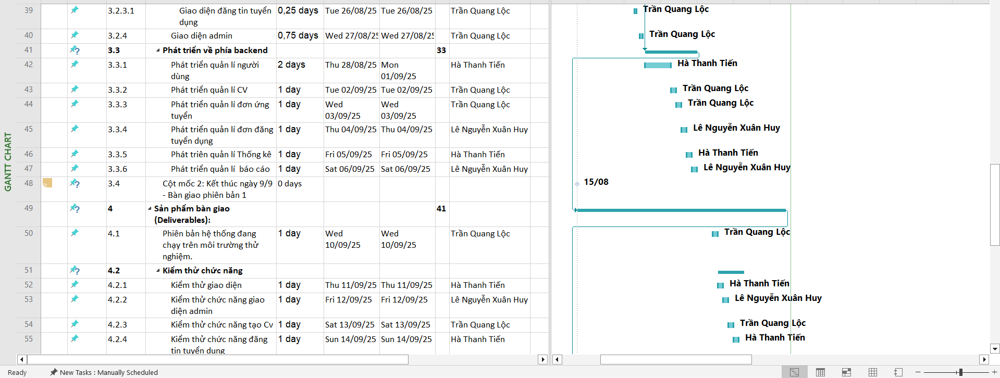 39 3.2.3.1 Giao diện đăng tin tuyển 0,25 days Tue 26/08/25 Tue 26/08/25 Trần Quang Lộc Trần Quang Lộc
dụng
40 3.2.4 Giao diện admin 0,75 days Wed 27/08/25 Wed 27/08/25 Trần Quang Lộc Trần Quang Lộc
41 3.3 Phát triển về phía backend 33
42 3.3.1 Phát triển quản lí người 2 days Thu 28/08/25 Mon Hà Thanh Tiến Hà Thanh Tiến
dùng 01/09/25
43 3.3.2 Phát triển quản lí CV 1 day Tue 02/09/25 Tue 02/09/25 Trần Quang Lộc Trần Quang Lộc
44 3.3.3 Phát triển quản lí đơn ứng 1 day Wed Wed Trần Quang Lộc Trần Quang Lộc
tuyển 03/09/25 03/09/25
45 3.3.4 Phát triển quản lí đơn đăng 1 day Thu 04/09/25 Thu 04/09/25 Lê Nguyễn Xuân Huy Lê Nguyễn Xuân Huy
tuyển dụng
46 3.3.5 Phát triên quản lí Thống kê 1 day Fri 05/09/25 Fri 05/09/25 Hà Thanh Tiến Hà Thanh Tiến
47 3.3.6 Phát triển quản lí báo cáo 1 day Sat 06/09/25 Sat 06/09/25 Lê Nguyễn Xuân Huy Lê Nguyễn Xuân Huy
48 3.4 Cột mốc 2: Kết thúc ngày 9/9 0 days 15/08
- Bàn giao phiên bản 1
49 4 Sản phẩm bàn giao 41
(Deliverables):
50 4.1 Phiên bản hệ thống đang 1 day Wed Wed Trần Quang Lộc Trần Quang Lộc
chạy trên môi trường thử 10/09/25 10/09/25
nghiệm.
51 4.2 Kiểm thử chức năng
52 4.2.1 Kiểm thử giao diện 1 day Thu 11/09/25 Thu 11/09/25 Hà Thanh Tiến Hà Thanh Tiến
53 4.2.2 Kiểm thử chức năng giao 1 day Fri 12/09/25 Fri 12/09/25 Lê Nguyễn Xuân Huy Lê Nguyễn Xuân Huy
diện admin
54 4.2.3 Kiểm thử chức năng tạo Cv 1 day Sat 13/09/25 Sat 13/09/25 Trần Quang Lộc Trần Quang Lộc
55 4.2.4 Kiểm thử chức năng đăng 1 day Sun 14/09/25 Sun 14/09/25 Hà Thanh Tiến Hà Thanh Tiến
tin tuyển dụng
GANTT CHART
Ready New Tasks : Manually Scheduled